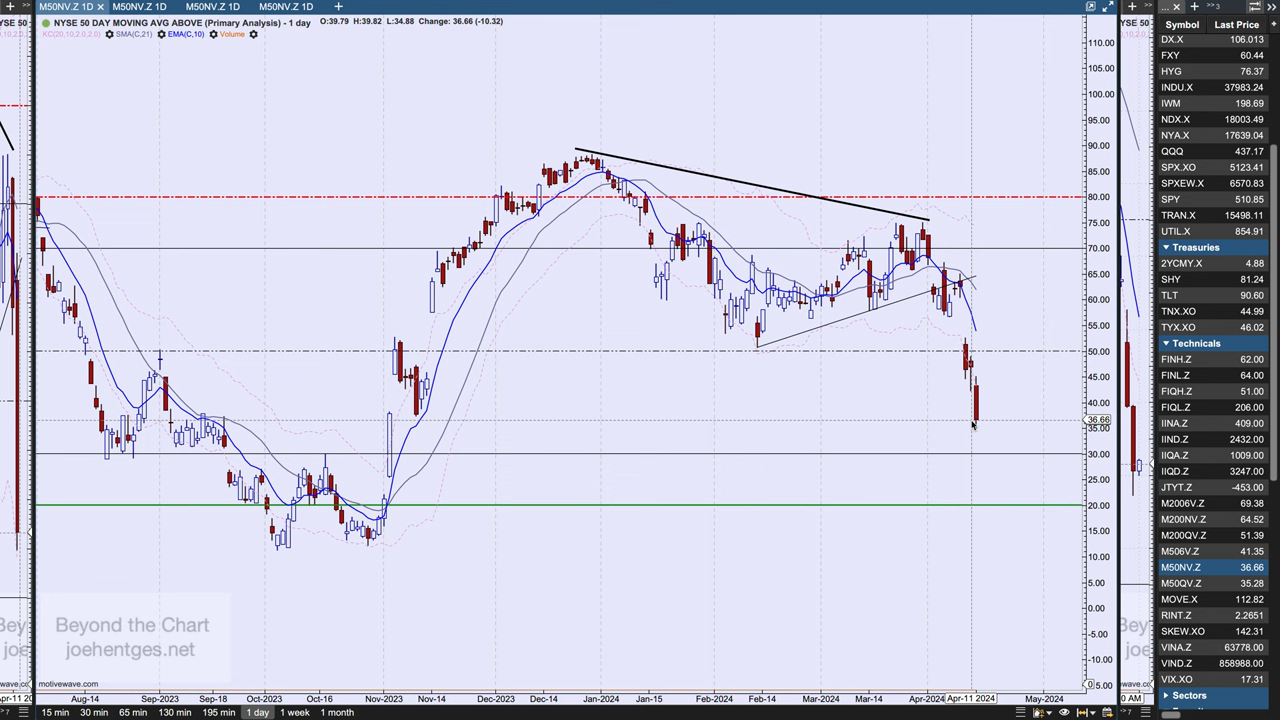 M50NV.Z 1D
M50NV.Z 1D
M50NV.Z 1D
M50NV.Z 1D
NYSE 50 DAY MOVING AVG ABOVE (Primary Analysis) - 1 day O:39.79 H:39.82 L:34.88 Change: 36.66 (-10.32)
KC(20,10,2.0,2.0) SMA(C,21) EMA(C,10) Volume
110.00
105.00
100.00
95.00
90.00
85.00
80.00
75.00
70.00
65.00
60.00
55.00
50.00
45.00
40.00
36.66
35.00
30.00
25.00
20.00
15.00
10.00
5.00
0.00
-5.00
-10.00
Beyond the Chart
joehentges.net
motivewave.com
Aug-14 Sep-2023 Sep-18 Oct-2023 Oct-16 Nov-2023 Nov-14 Dec-2023 Dec-14 Jan-2024 Jan-15 Feb-2024 Feb-14 Mar-2024 Mar-14 Apr-2024 Apr-11 2024 May-2024
15 min 30 min 65 min 130 min 195 min 1 day 1 week 1 month
Symbol Last Price
DX.X 106.013
FXY 60.44
HYG 76.37
INDU.X 37983.24
IWM 198.69
NDX.X 18003.49
NYA.X 17639.04
QQQ 437.17
SPX.XO 5123.41
SPXEW.X 6570.83
SPY 510.85
TRAN.X 15498.11
UTIL.X 854.91
Treasuries
2YCMY.X 4.88
SHY 81.24
TLT 90.60
TNX.XO 44.99
TYX.XO 46.02
Technicals
FINH.Z 62.00
FINL.Z 64.00
FIQH.Z 51.00
FIQL.Z 206.00
IINA.Z 409.00
IIND.Z 2432.00
IIQA.Z 1009.00
IIQD.Z 3247.00
JTYT.Z -453.00
M2006V.Z 69.38
M200NV.Z 64.52
M200QV.Z 51.39
M506V.Z 41.35
M50NV.Z 36.66
M50QV.Z 35.28
MOVE.X 112.82
RINT.Z 2.2651
SKEW.XO 142.31
VINA.Z 63778.00
VIND.Z 858988.00
VIX.XO 17.31
Sectors